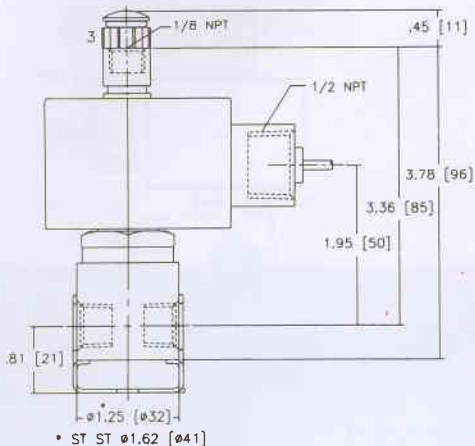 1/8 NPT
.45 [11]
3
1/2 NPT
3.78 [96]
3.36 [85]
1.95 [50]
.81 [21]
ø1.25 [ø32]
* ST ST ø1.62 [ø41]